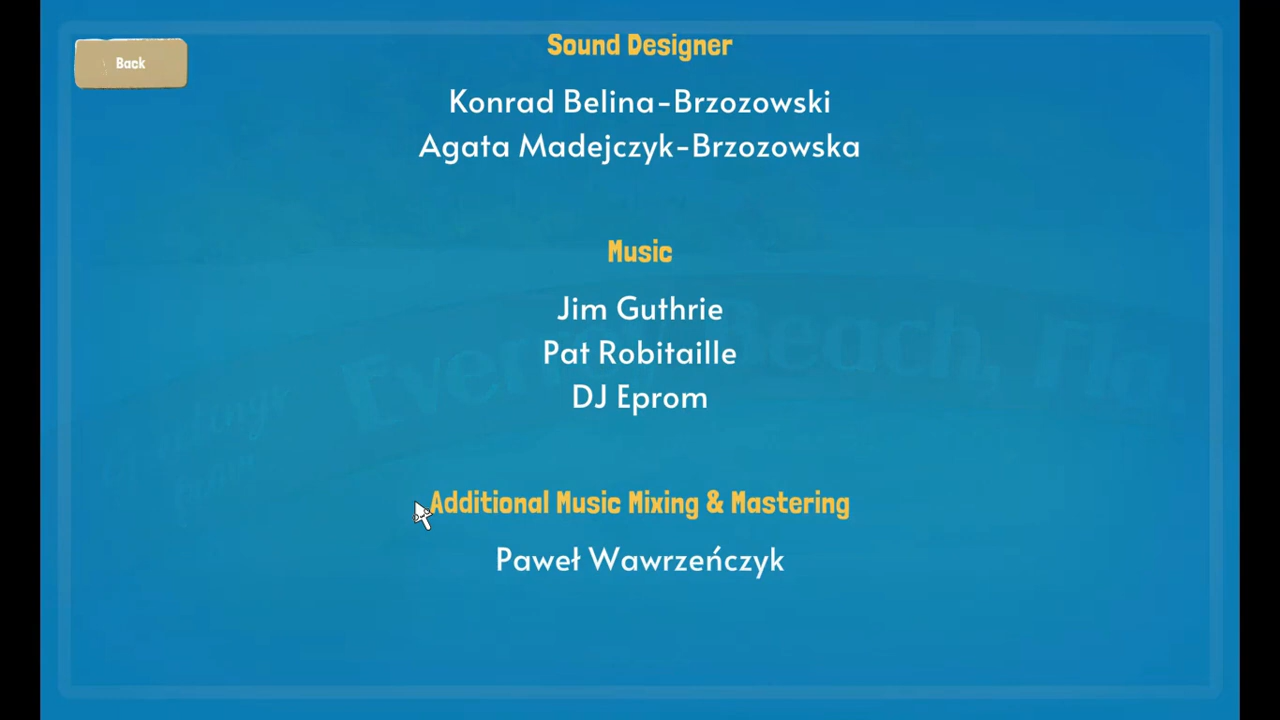 Back
Sound Designer
Konrad Belina-Brzozowski
Agata Madejczyk-Brzozowska
Music
Jim Guthrie
Pat Robitaille
DJ Eprom
Additional Music Mixing & Mastering
Paweł Wawrzeńczyk